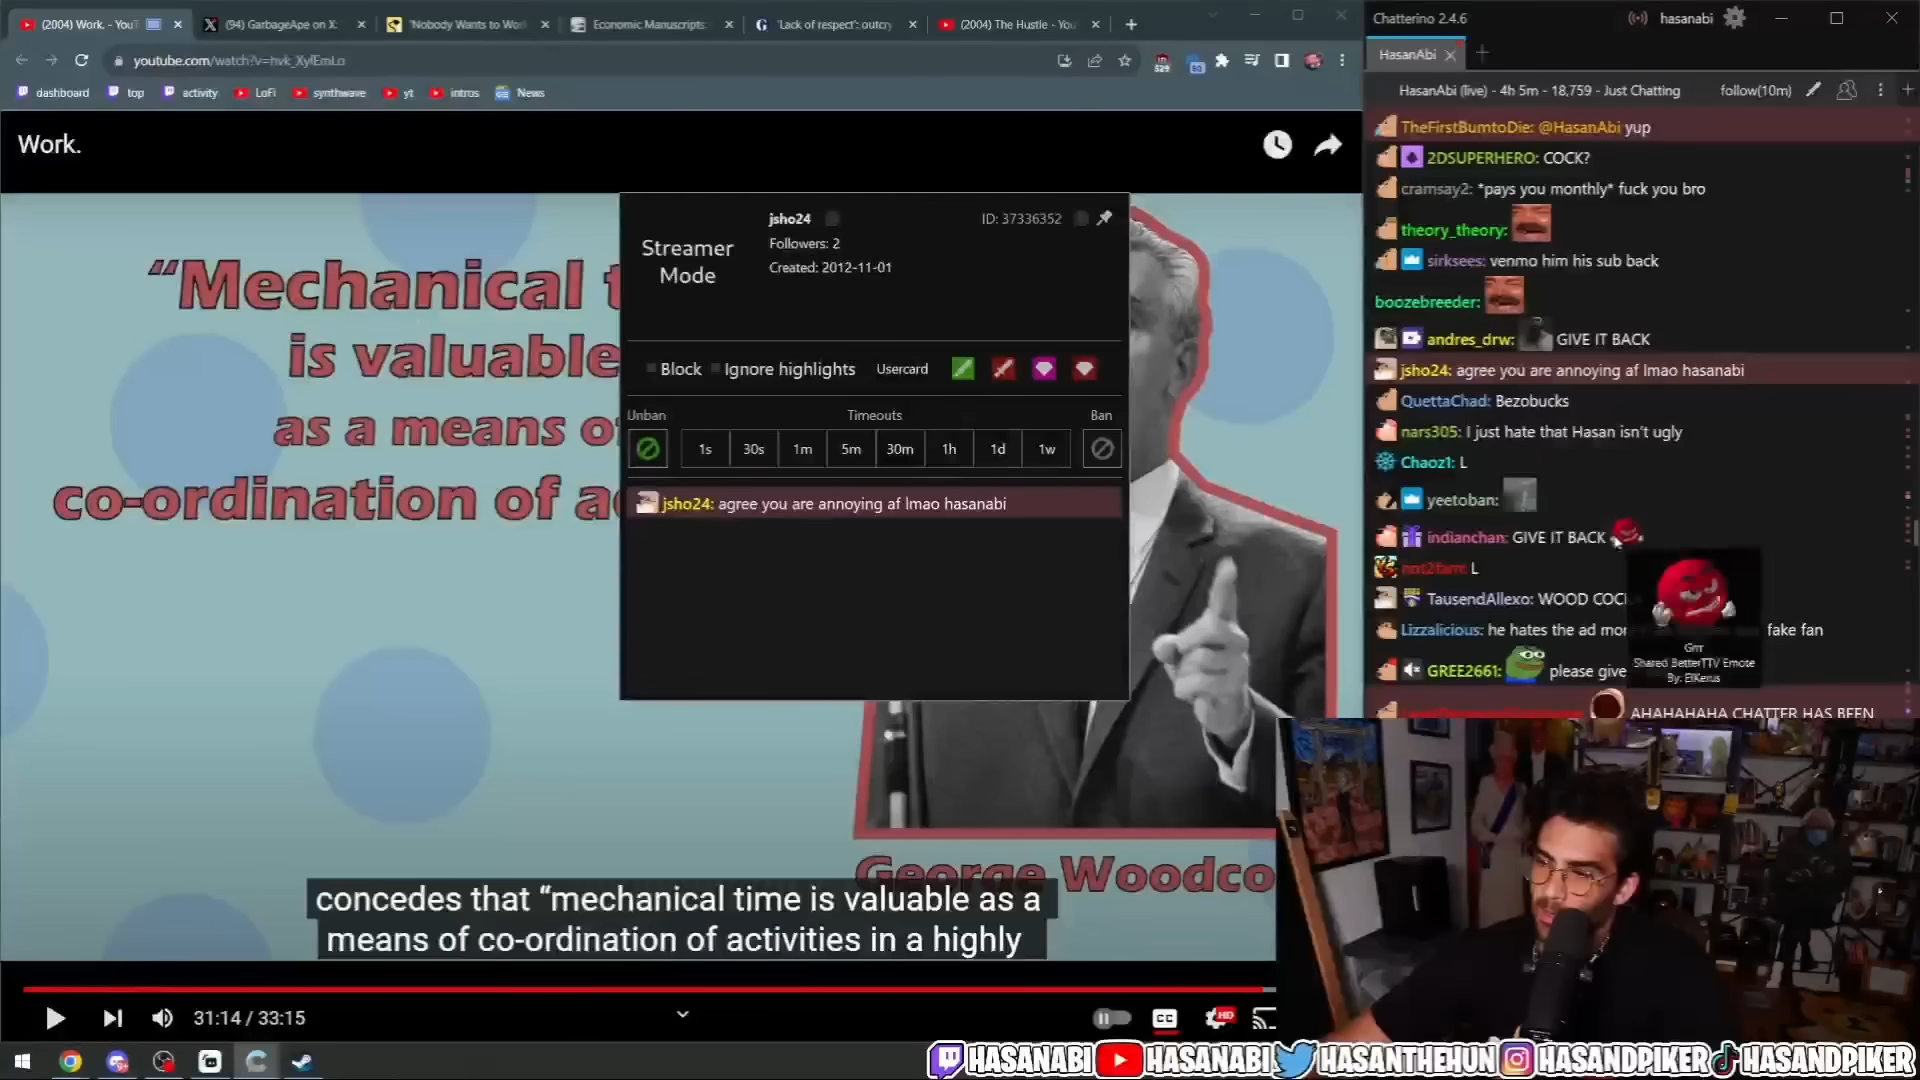 (2004) Work. - YouT
(94) GarbageApe on X:
"Nobody Wants to Wor
Economic Manuscripts:
'Lack of respect': outcry
(2004) The Hustle - You
youtube.com/watch?v=hvk_XylEmLo
dashboard
top
activity
LoFi
synthwave
yt
intros
News
Work.
"Mechanical t
is valuable
as a means o
co-ordination of a
George Woodco
concedes that "mechanical time is valuable as a
means of co-ordination of activities in a highly
31:14 / 33:15
CC
HD
Streamer
Mode
jsho24
ID: 37336352
Followers: 2
Created: 2012-11-01
Block
Ignore highlights
Usercard
Unban
Timeouts
Ban
1s
30s
1m
5m
30m
1h
1d
1w
jsho24: agree you are annoying af lmao hasanabi
Chatterino 2.4.6
hasanabi
HasanAbi
HasanAbi (live) - 4h 5m - 18,759 - Just Chatting
follow(10m)
TheFirstBumtoDie: @HasanAbi yup
2DSUPERHERO: COCK?
cramsay2: *pays you monthly* fuck you bro
theory_theory:
sirksees: venmo him his sub back
boozebreeder:
andres_drw: GIVE IT BACK
jsho24: agree you are annoying af lmao hasanabi
QuettaChad: Bezobucks
nars305: I just hate that Hasan isn't ugly
Chaoz1: L
yeetoban:
indianchan: GIVE IT BACK
not2fam: L
TausendAllexo: WOOD COC
Lizzalicious: he hates the ad mor fake fan
GREE2661: please give
AHAHAHAHA CHATTER HAS BEEN
Grrr
Shared BetterTTV Emote
By: ElKerus
HASANABI
HASANABI
HASANTHEHUN
HASANDPIKER
HASANDPIKER